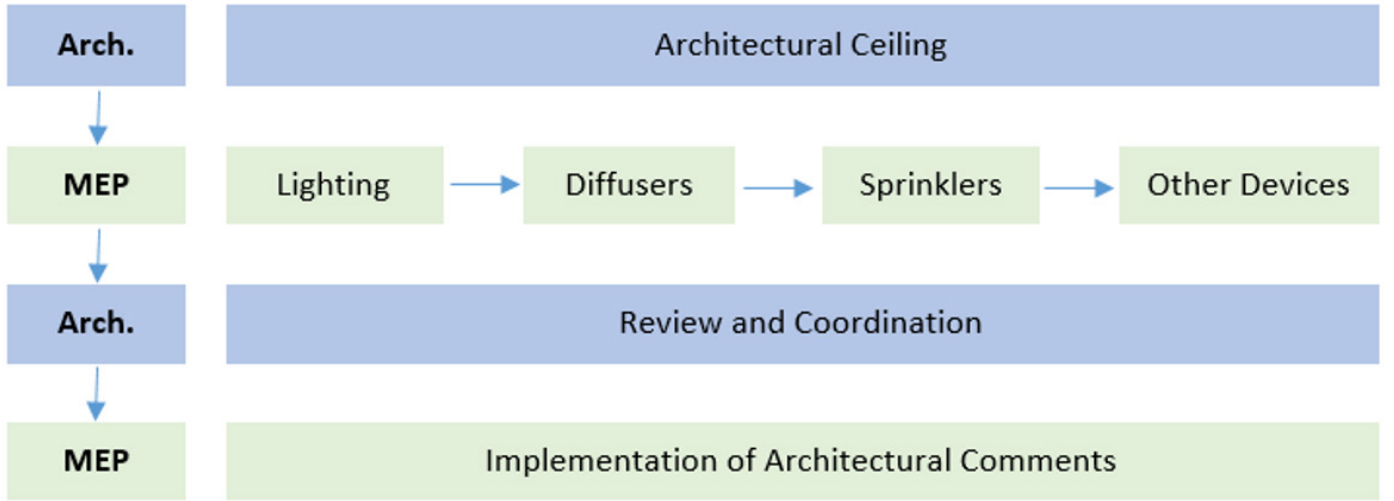 Arch.
Architectural Ceiling
MEP
Lighting
Diffusers
Sprinklers
Other Devices
Arch.
Review and Coordination
MEP
Implementation of Architectural Comments